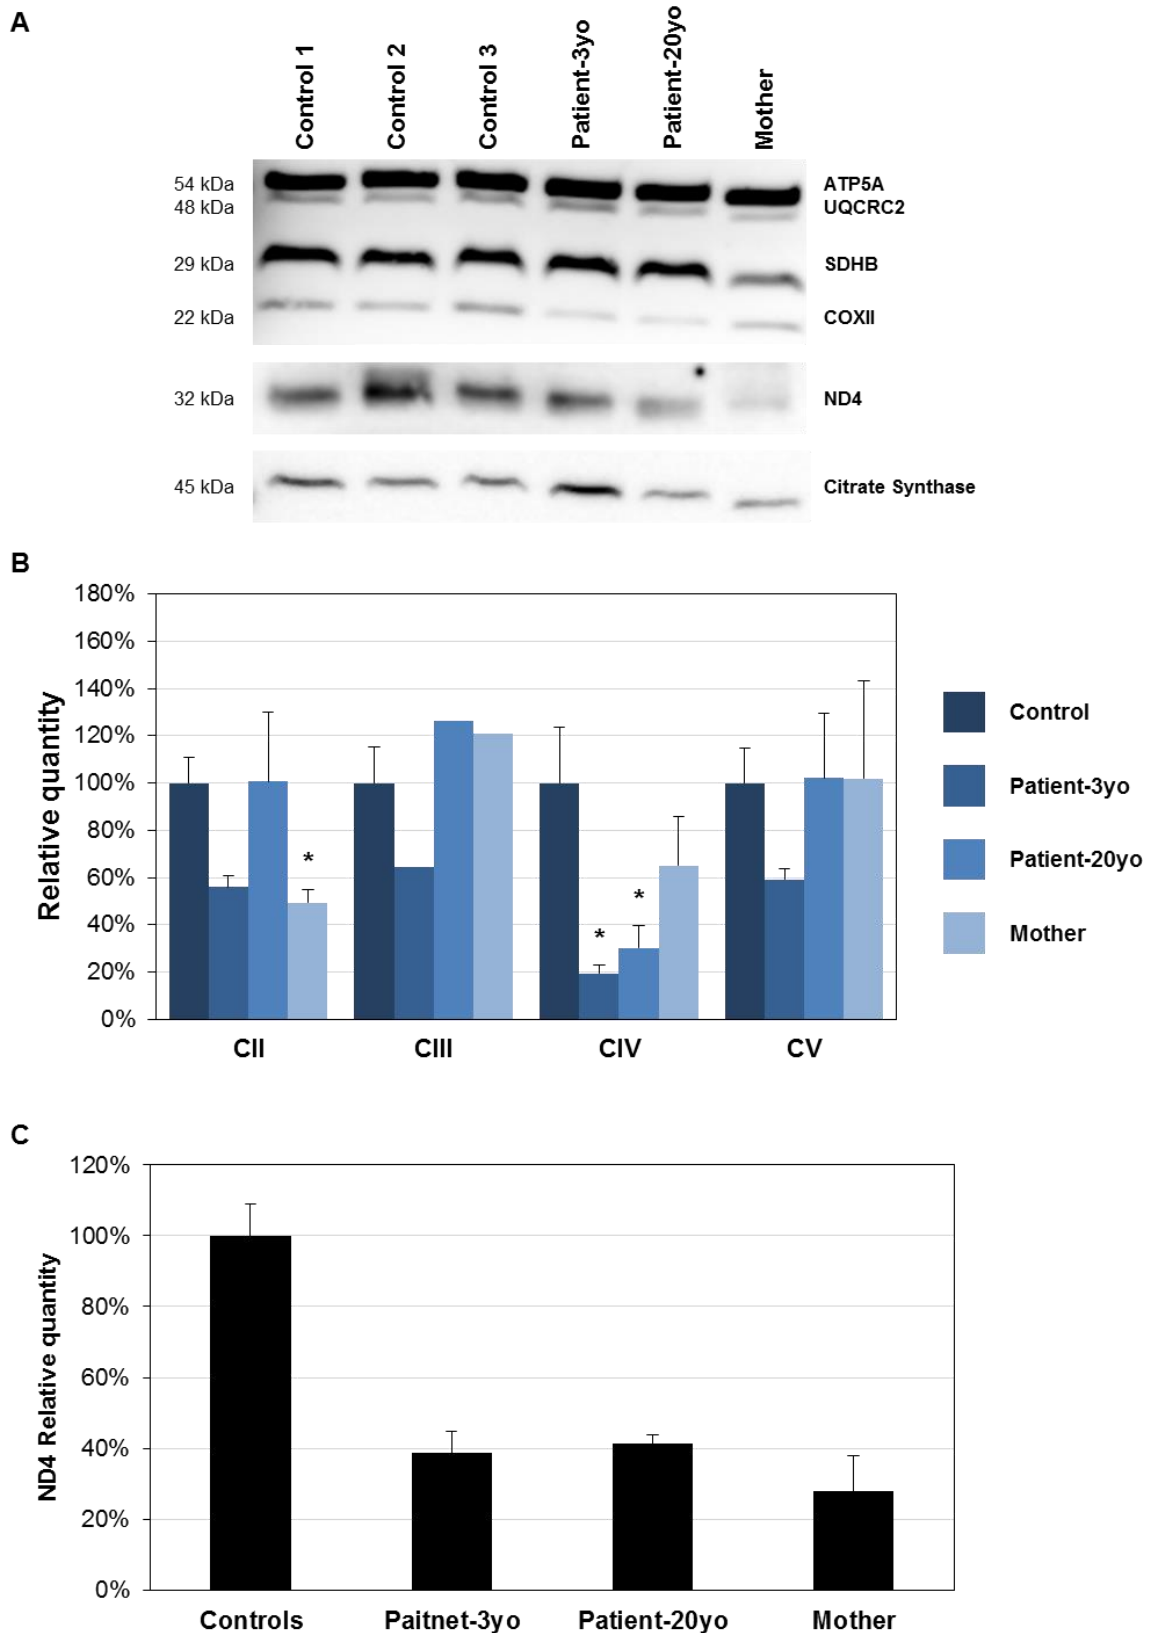 A
Control 1
Control 2
Control 3
Patient-3yo
Patient-20yo
Mother
54 kDa
48 kDa
29 kDa
22 kDa
ATP5A
UQCRC2
SDHB
COXII
32 kDa
ND4
45 kDa
Citrate Synthase
B
Relative quantity
180%
160%
140%
120%
100%
80%
60%
40%
20%
0%
*
*
*
CII
CIII
CIV
CV
Control
Patient-3yo
Patient-20yo
Mother
C
ND4 Relative quantity
120%
100%
80%
60%
40%
20%
0%
Controls
Paitnet-3yo
Patient-20yo
Mother